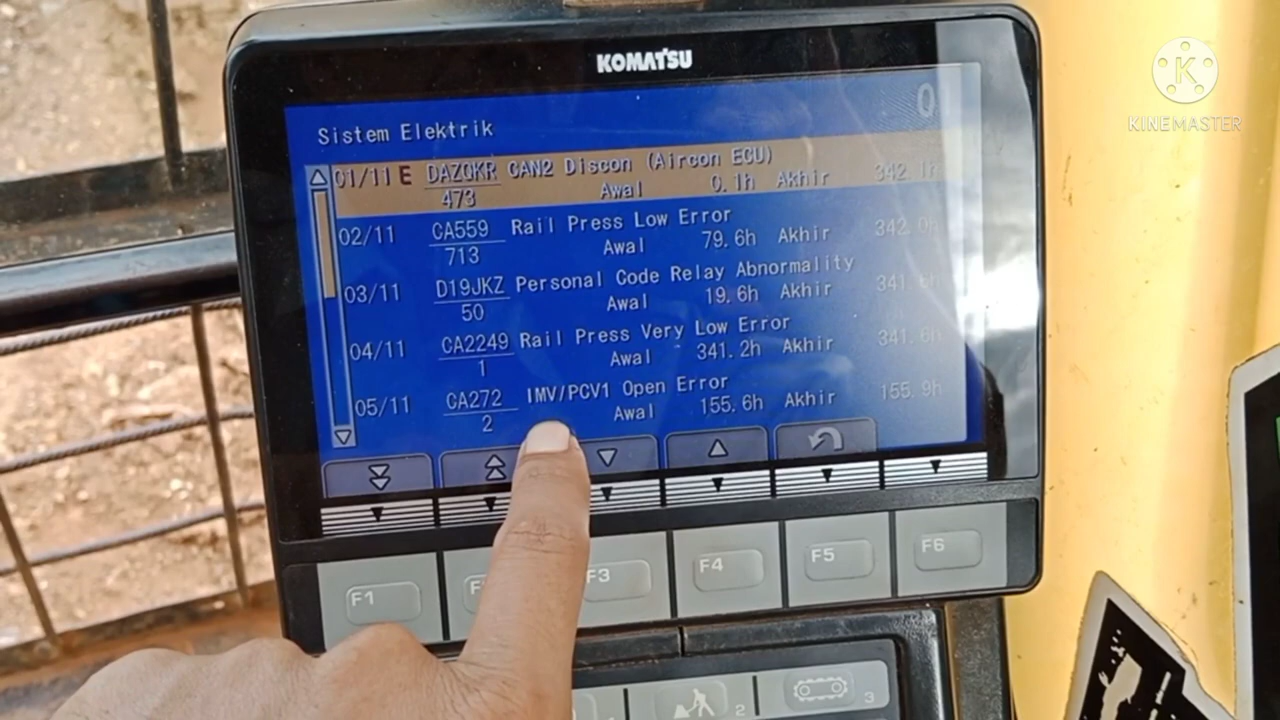 KOMATSU
K
KINEMASTER
0
Sistem Elektrik
01/11 E DAZQKR CAN2 Discon (Aircon ECU)
473 Awal 0.1h Akhir 342.1h
02/11 CA559 Rail Press Low Error
713 Awal 79.6h Akhir 342.0h
03/11 D19JKZ Personal Code Relay Abnormality
50 Awal 19.6h Akhir
04/11 CA2249 Rail Press Very Low Error
1 Awal 341.2h Akhir
05/11 CA272 IMV/PCV1 Open Error
2 Awal 155.6h Akhir 155.9h
F1
F3
F4
F5
F6
2
3